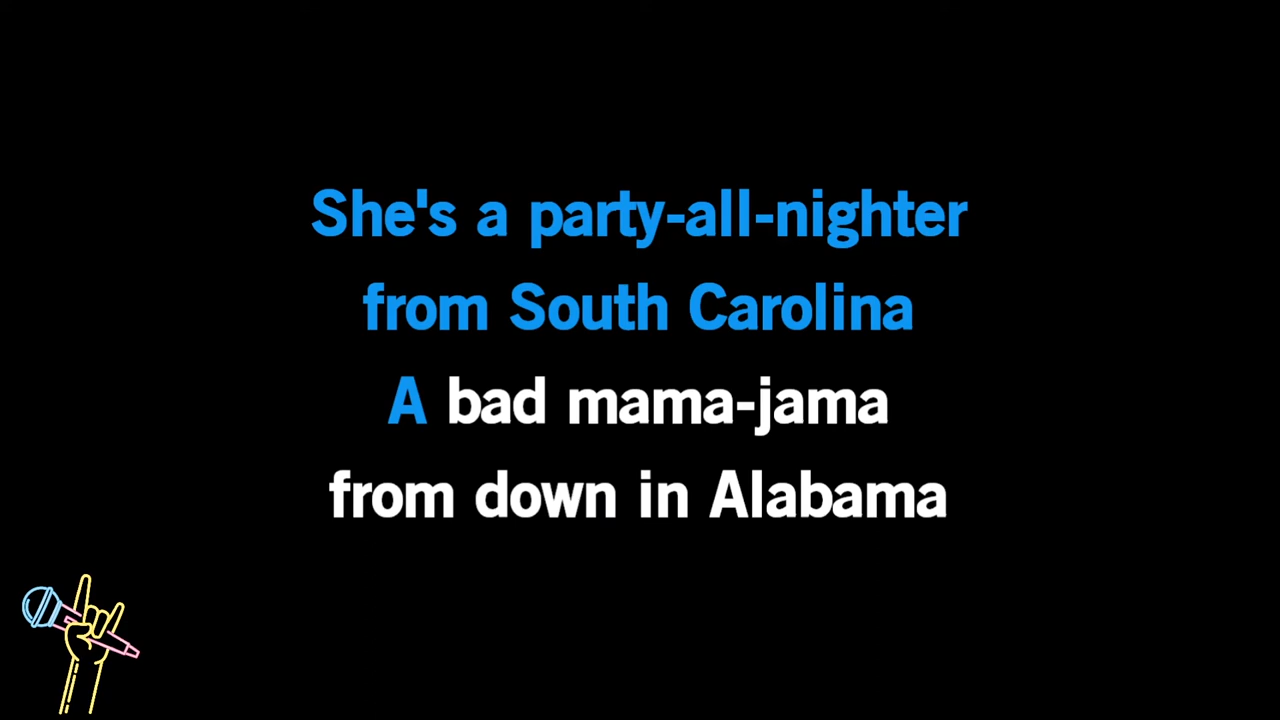 She's a party-all-nighter
from South Carolina
A bad mama-jama
from down in Alabama